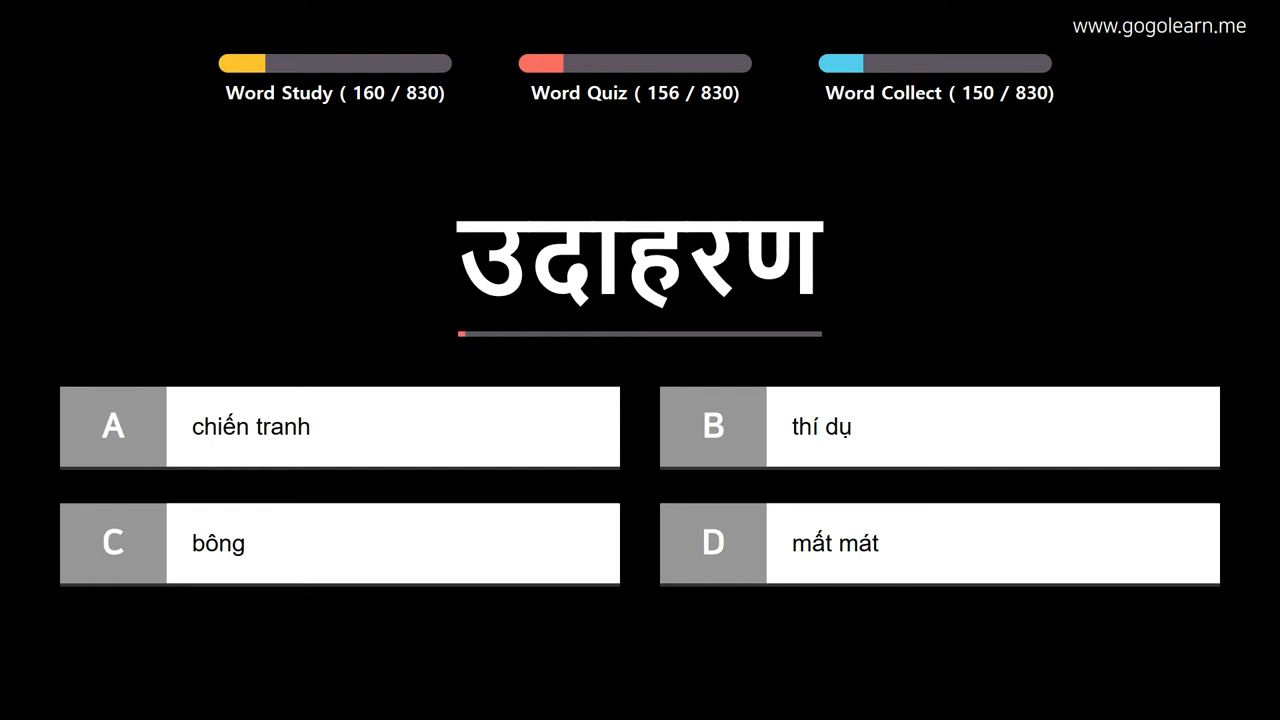 www.gogolearn.me
Word Study ( 160 / 830)
Word Quiz ( 156 / 830)
Word Collect ( 150 / 830)
उदाहरण
A
chiến tranh
B
thí dụ
C
bông
D
mất mát